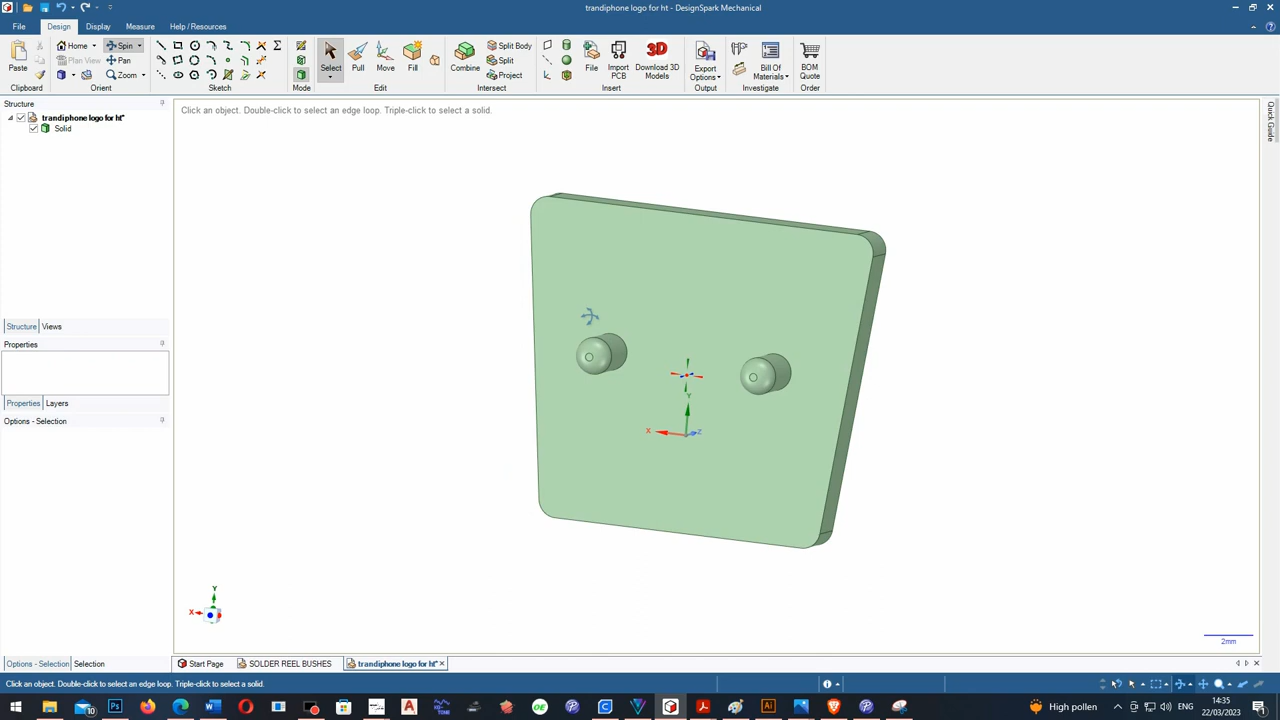 trandiphone logo for ht - DesignSpark Mechanical
File Design Display Measure Help / Resources
Paste Home Spin Plan View Pan Zoom Select Pull Move Fill Combine Split Body Split Project File Import PCB Download 3D Models Export Options Bill Of Materials BOM Quote
3D
Clipboard Orient Sketch Mode Edit Intersect Insert Output Investigate Order
Structure
Click an object. Double-click to select an edge loop. Triple-click to select a solid.
Quick Guide
trandiphone logo for ht*
Solid
Structure Views
Properties
Properties Layers
Options - Selection
Y
X Z
Y
X
2mm
Options - Selection Selection
Start Page SOLDER REEL BUSHES trandiphone logo for ht*
Click an object. Double-click to select an edge loop. Triple-click to select a solid.
High pollen ENG 14:35
22/03/2023